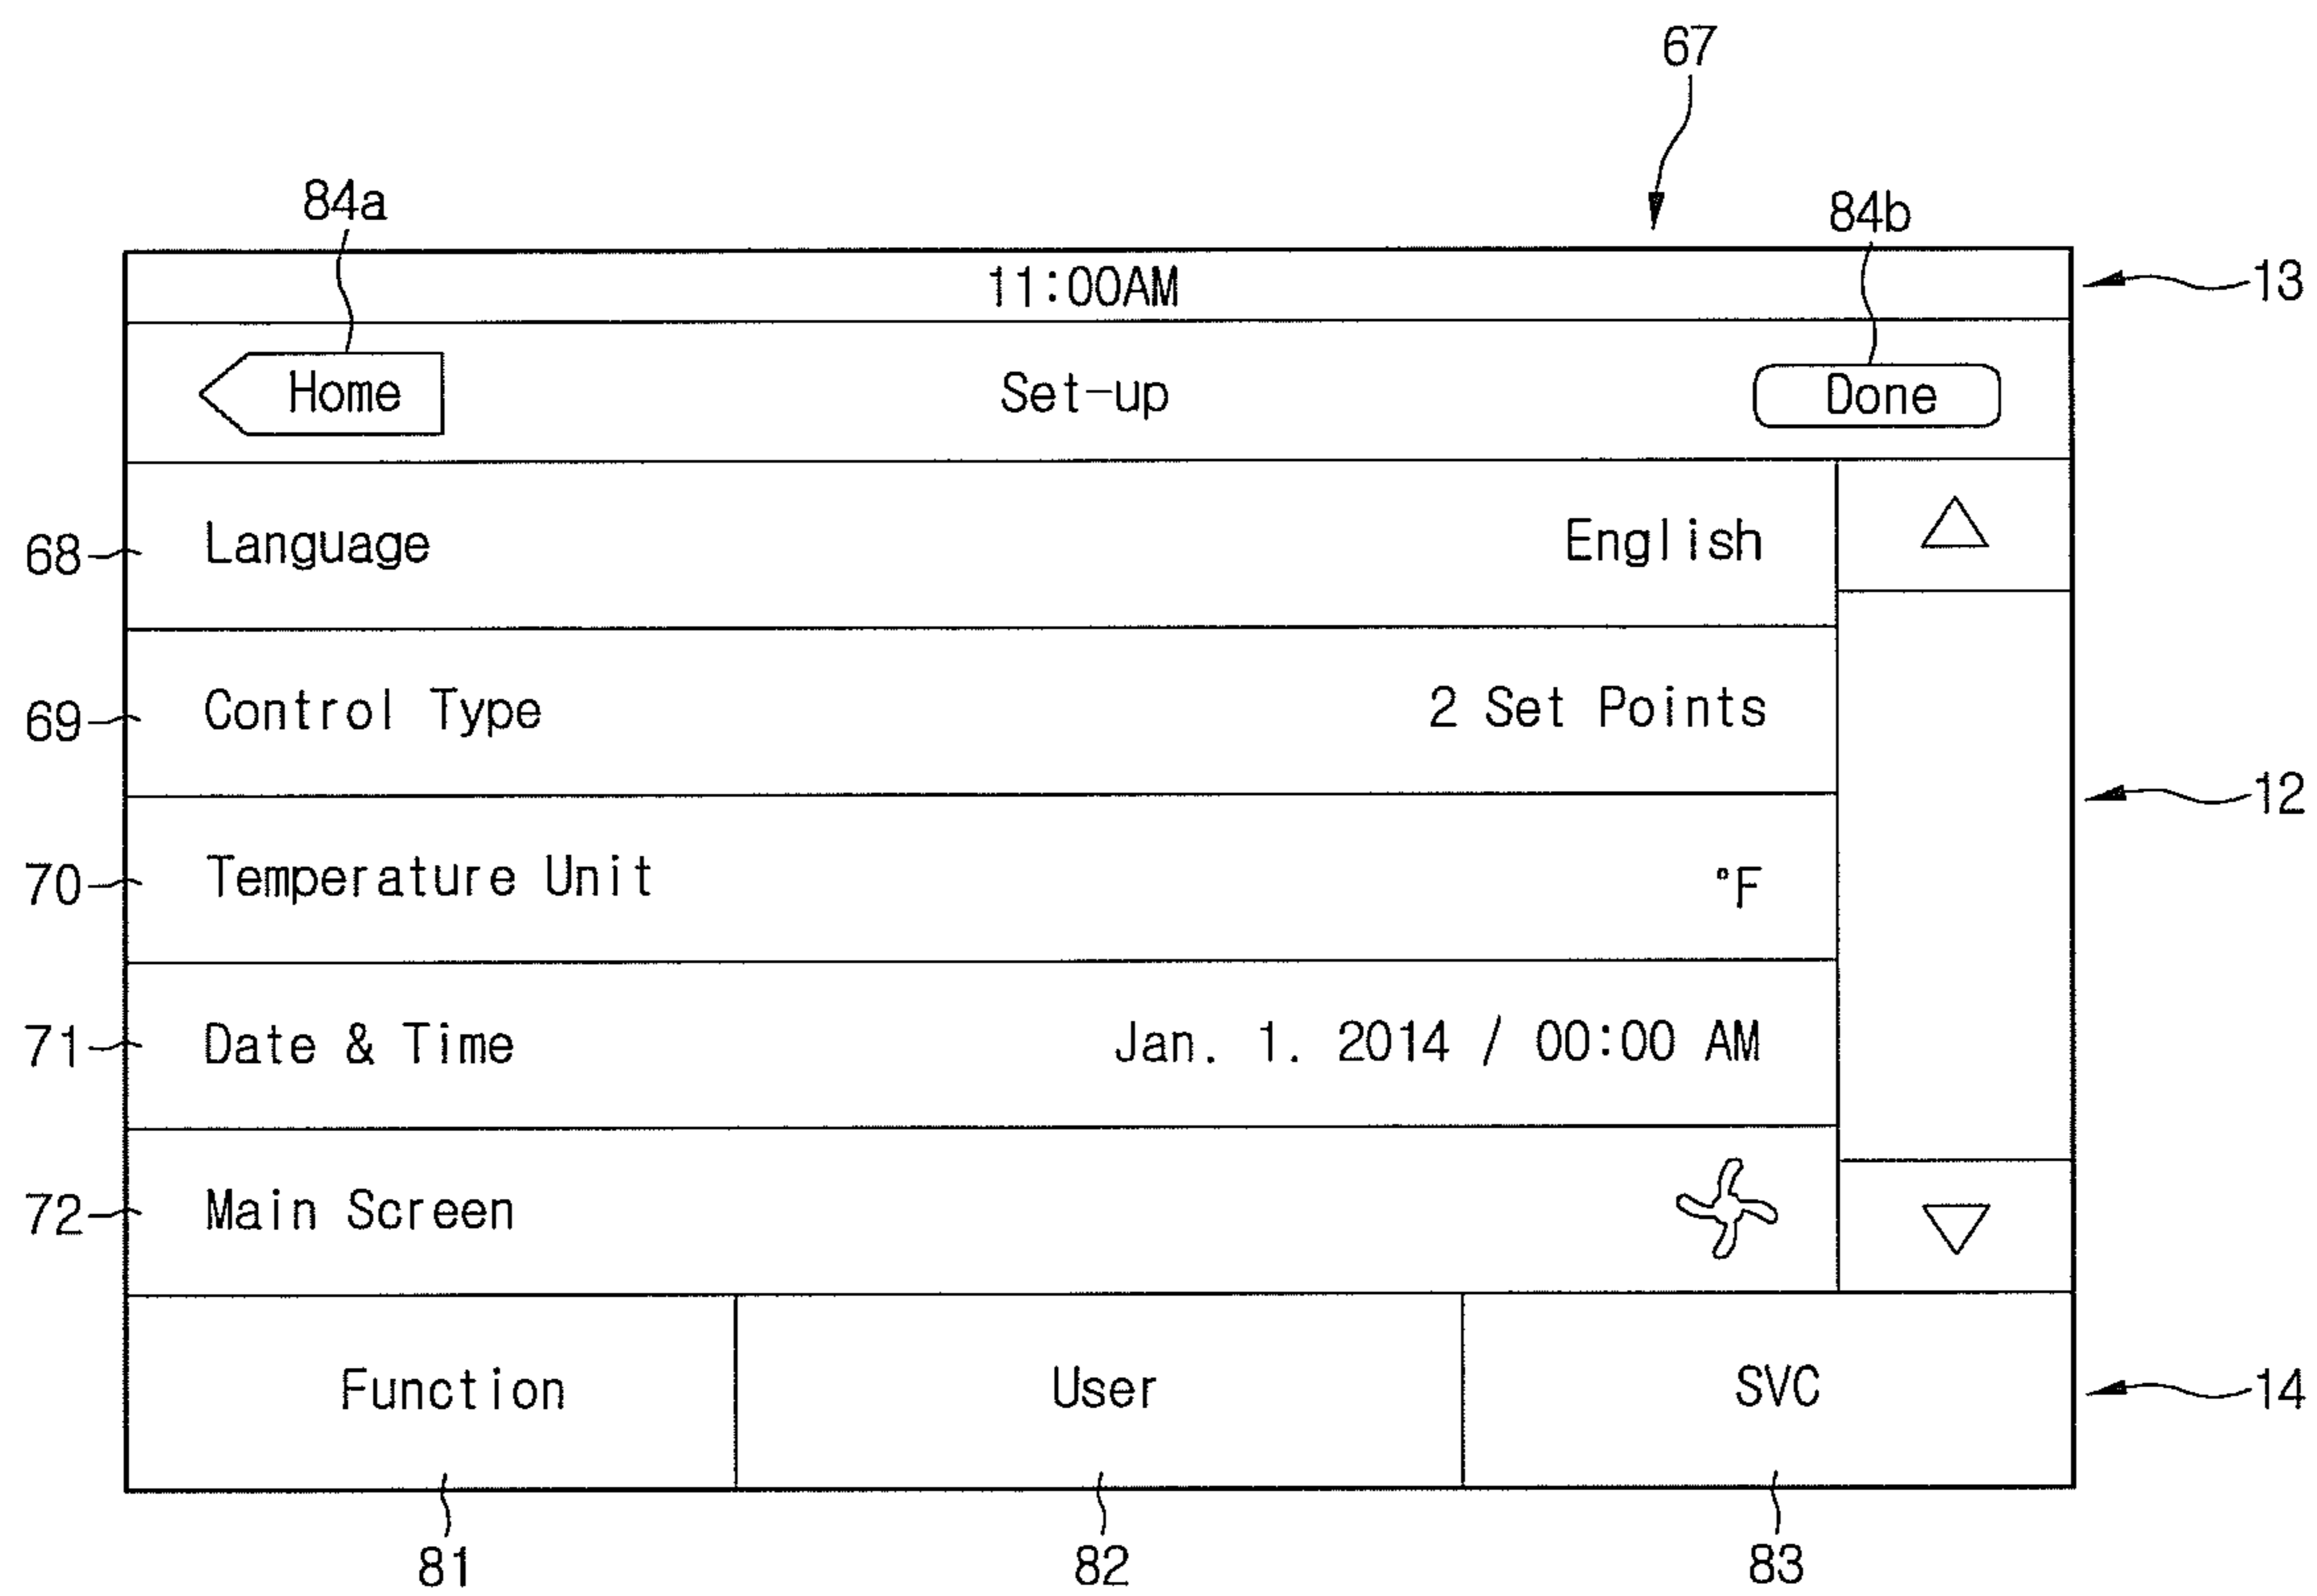 67
84a
84b
11:00AM
13
Home
Set-up
Done
68
Language
English
69
Control Type
2 Set Points
12
70
Temperature Unit
°F
71
Date & Time
Jan. 1. 2014 / 00:00 AM
72
Main Screen
Function
User
SVC
14
81
82
83